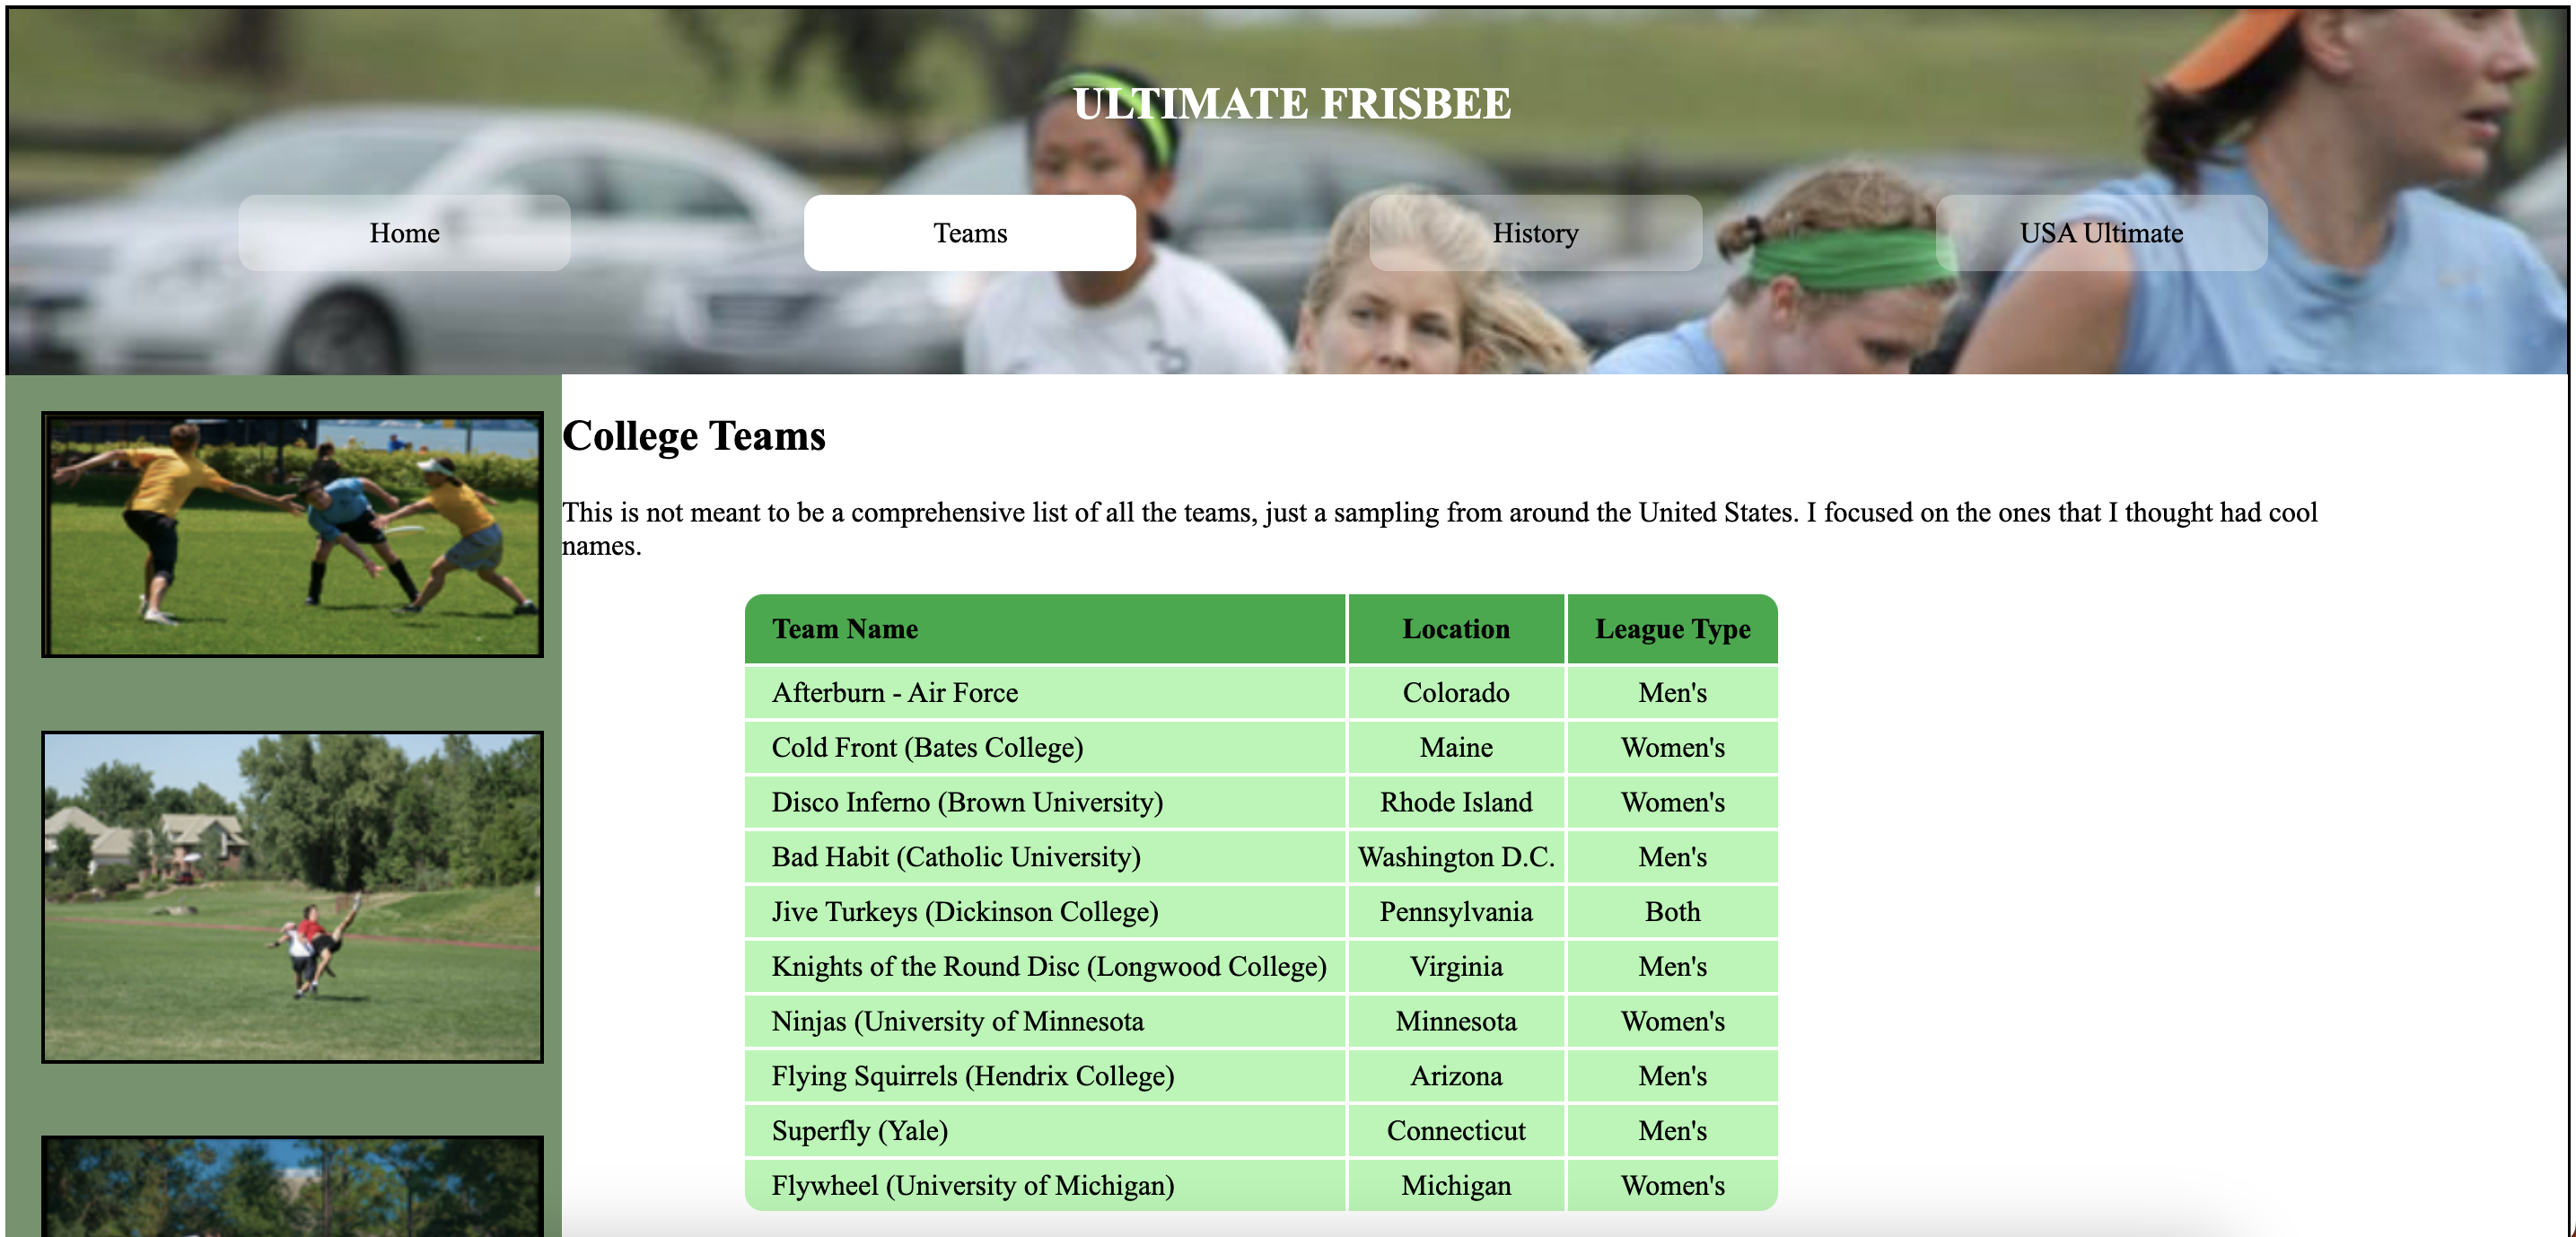 ULTIMATE FRISBEE
Home Teams History USA Ultimate
College Teams
This is not meant to be a comprehensive list of all the teams, just a sampling from around the United States. I focused on the ones that I thought had cool
names.
Team Name Location League Type
Afterburn - Air Force Colorado Men's
Cold Front (Bates College) Maine Women's
Disco Inferno (Brown University) Rhode Island Women's
Bad Habit (Catholic University) Washington D.C. Men's
Jive Turkeys (Dickinson College) Pennsylvania Both
Knights of the Round Disc (Longwood College) Virginia Men's
Ninjas (University of Minnesota Minnesota Women's
Flying Squirrels (Hendrix College) Arizona Men's
Superfly (Yale) Connecticut Men's
Flywheel (University of Michigan) Michigan Women's